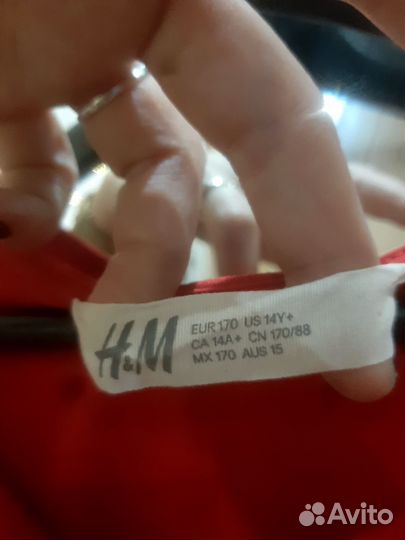 H&M
EUR 170 US 14Y+
CA 14A+ CN 170/88
MX 170 AUS 15
Avito